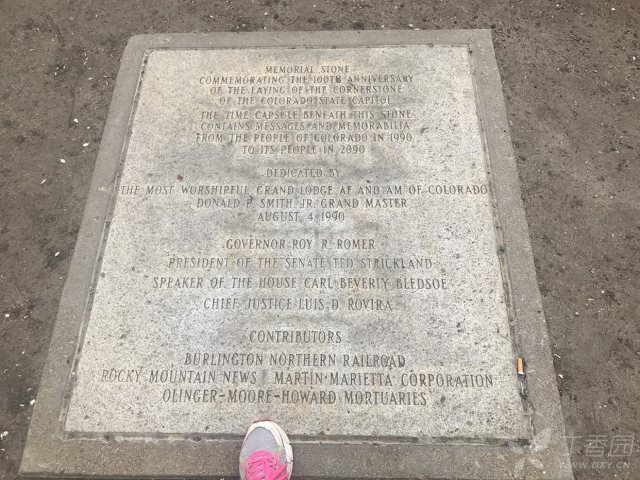 MEMORIAL STONE
COMMEMORATING THE 100TH ANNIVERSARY
OF THE LAYING OF THE CORNERSTONE
OF THE COLORADO STATE CAPITOL
THE TIME CAPSULE BENEATH THIS STONE
CONTAINS MESSAGES AND MEMORABILIA
FROM THE PEOPLE OF COLORADO IN 1990
TO ITS PEOPLE IN 2090
DEDICATED BY
THE MOST WORSHIPFUL GRAND LODGE AF AND AM OF COLORADO
DONALD P. SMITH, JR. GRAND MASTER
AUGUST 4 1990
GOVERNOR ROY R. ROMER
PRESIDENT OF THE SENATE TED STRICKLAND
SPEAKER OF THE HOUSE CARL BEVERLY BLEDSOE
CHIEF JUSTICE LUIS D. ROVIRA
CONTRIBUTORS
BURLINGTON NORTHERN RAILROAD
ROCKY MOUNTAIN NEWS MARTIN MARIETTA CORPORATION
OLINGER-MOORE-HOWARD MORTUARIES
丁香园
WWW.DXY.CN